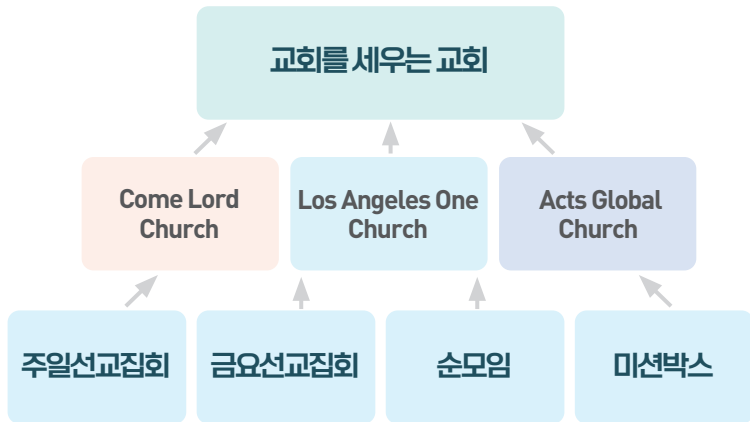 교회를 세우는 교회
Come Lord
Church
Los Angeles One
Church
Acts Global
Church
주일선교집회
금요선교집회
순모임
미션박스